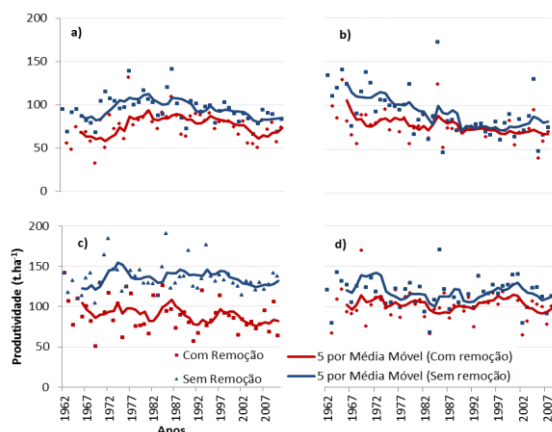 200
a)
b)
150
100
50
0
200
c)
d)
150
100
50
0
Produtividade (t.ha⁻¹)
Com Remoção
5 por Média Móvel (Com remoção)
Sem Remoção
5 por Média Móvel (Sem remoção)
1962 1967 1972 1977 1982 1987 1992 1997 2002 2007
1962 1967 1972 1977 1982 1987 1992 1997 2002 2007
Anos